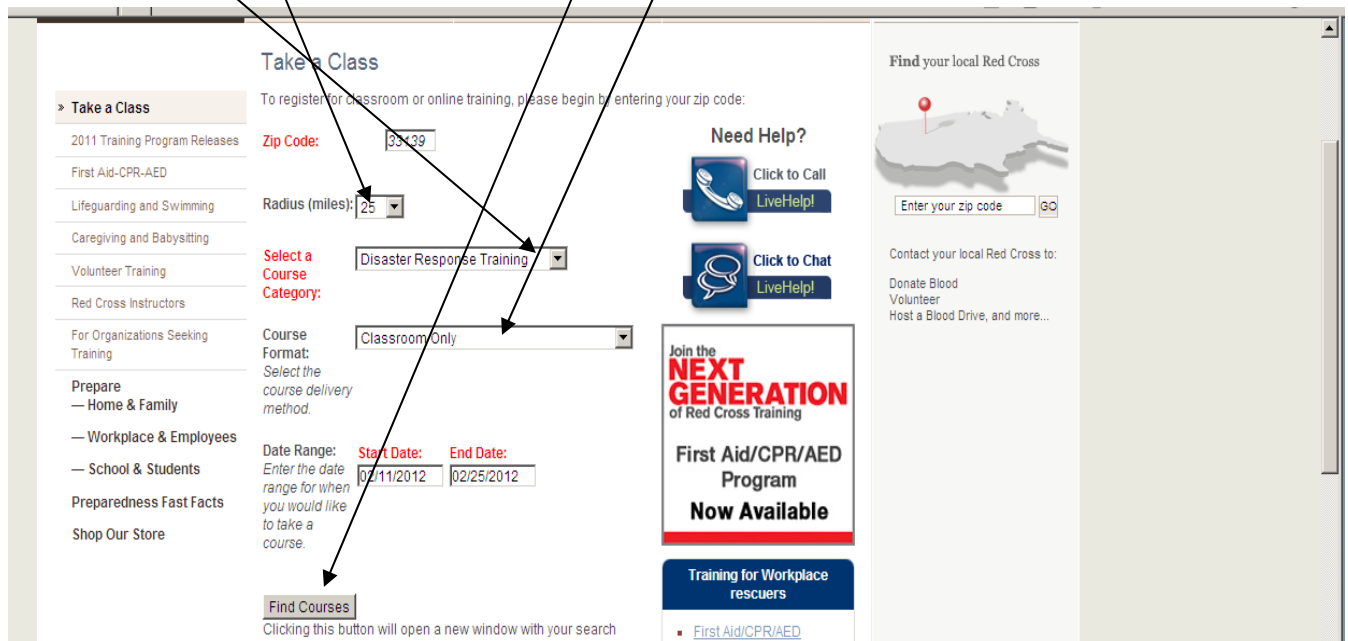 Take a Class
To register for classroom or online training, please begin by entering your zip code:
» Take a Class
2011 Training Program Releases
First Aid-CPR-AED
Lifeguarding and Swimming
Caregiving and Babysitting
Volunteer Training
Red Cross Instructors
For Organizations Seeking
Training
Prepare
— Home & Family
— Workplace & Employees
— School & Students
Preparedness Fast Facts
Shop Our Store
Zip Code: 33139
Radius (miles): 25
Select a
Course
Category:
Disaster Response Training
Course
Format:
Select the
course delivery
method.
Classroom Only
Date Range:
Enter the date
range for when
you would like
to take a
course.
Start Date: End Date:
02/11/2012 02/25/2012
Find Courses
Clicking this button will open a new window with your search
Need Help?
Click to Call
LiveHelp!
Click to Chat
LiveHelp!
Join the
NEXT
GENERATION
of Red Cross Training
First Aid/CPR/AED
Program
Now Available
Training for Workplace
rescuers
First Aid/CPR/AED
Find your local Red Cross
Enter your zip code GO
Contact your local Red Cross to:
Donate Blood
Volunteer
Host a Blood Drive, and more...